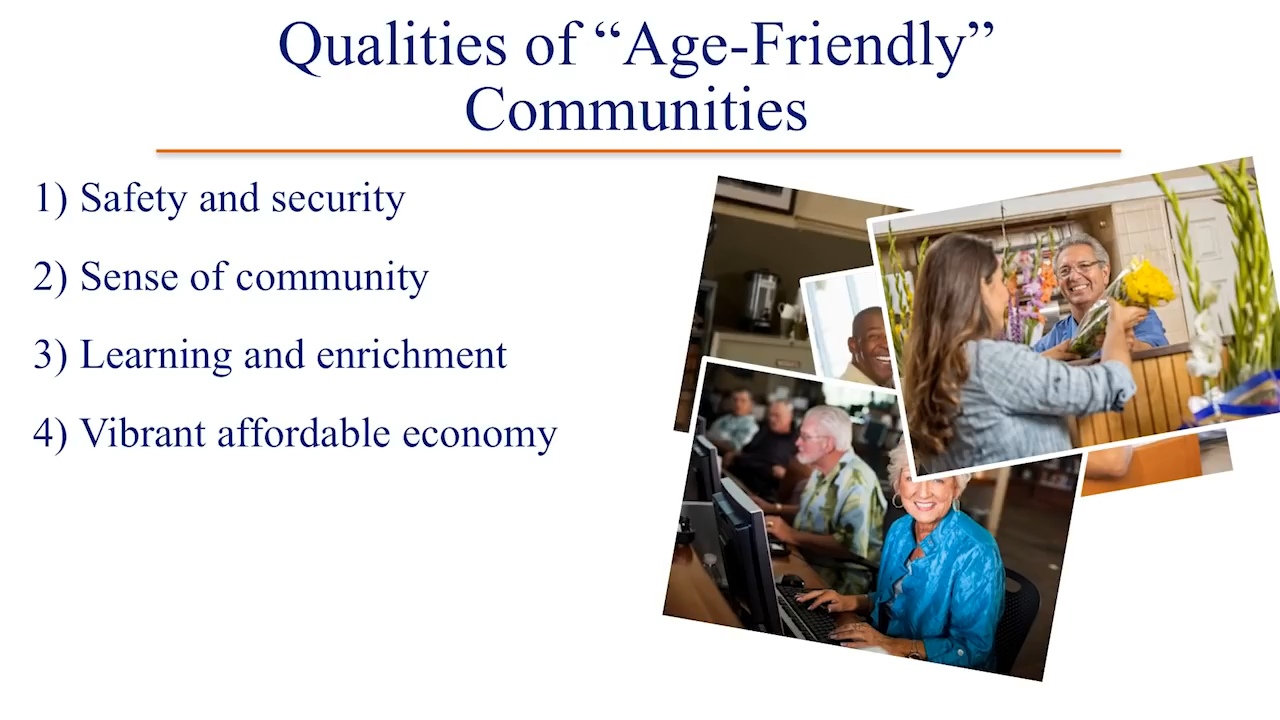 Qualities of “Age-Friendly”
Communities
1) Safety and security
2) Sense of community
3) Learning and enrichment
4) Vibrant affordable economy